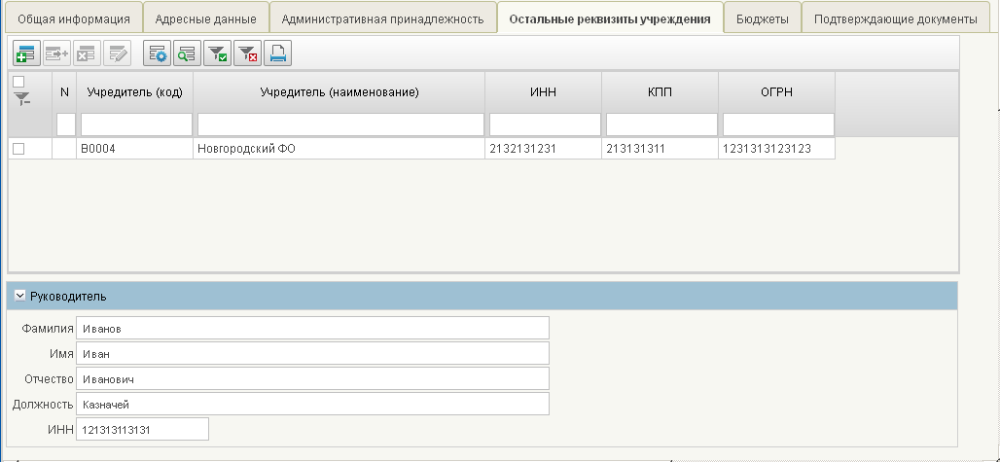 Общая информация Адресные данные Административная принадлежность Остальные реквизиты учреждения Бюджеты Подтверждающие документы
N Учредитель (код) Учредитель (наименование) ИНН КПП ОГРН
B0004 Новгородский ФО 2132131231 213131311 1231313123123
Руководитель
Фамилия Иванов
Имя Иван
Отчество Иванович
Должность Казначей
ИНН 121313113131